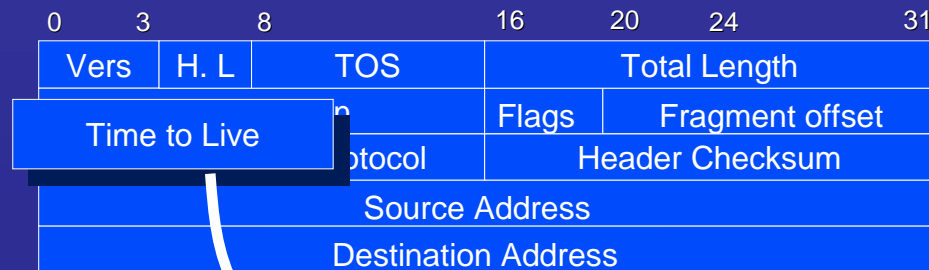 0 3 8 16 20 24 31
Vers H. L TOS Total Length
n Flags Fragment offset
Time to Live
otocol Header Checksum
Source Address
Destination Address